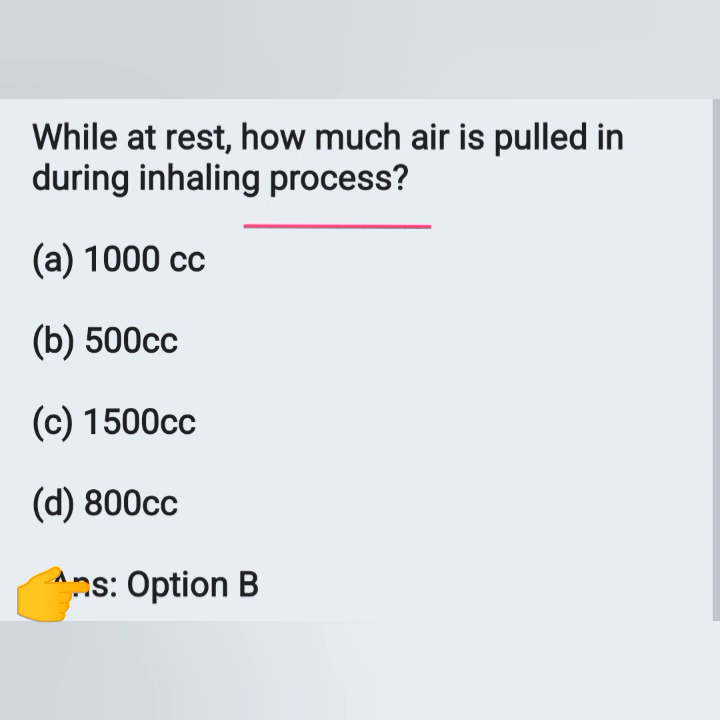 While at rest, how much air is pulled in
during inhaling process?
(a) 1000 cc
(b) 500cc
(c) 1500cc
(d) 800cc
Ans: Option B